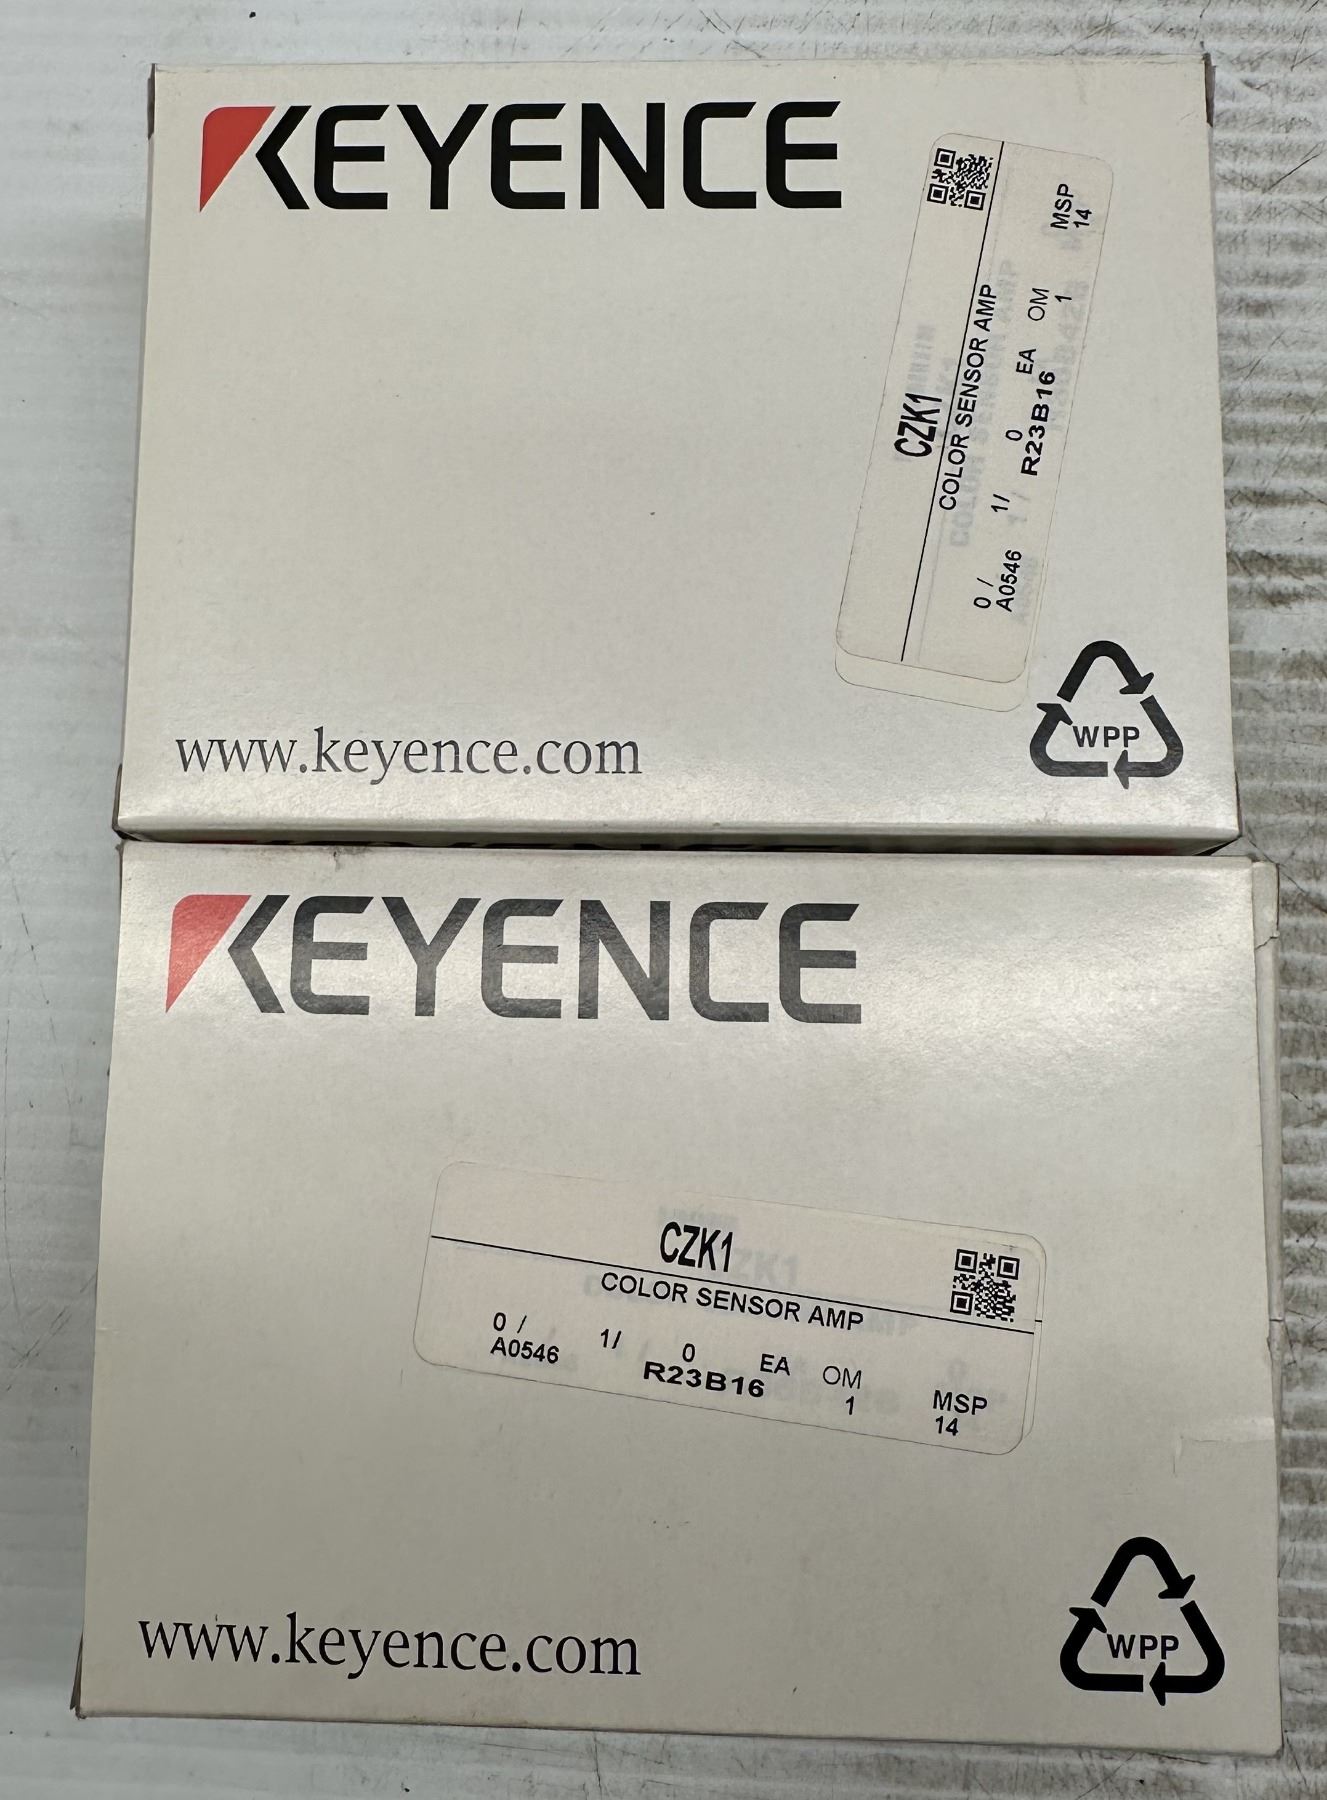 KEYENCE
CZK1
COLOR SENSOR AMP
0 / 1/ 0 EA OM MSP
A0546 R23B16 1 14
www.keyence.com
WPP
KEYENCE
CZK1
COLOR SENSOR AMP
0 / 1/ 0 EA OM MSP
A0546 R23B16 1 14
www.keyence.com
WPP